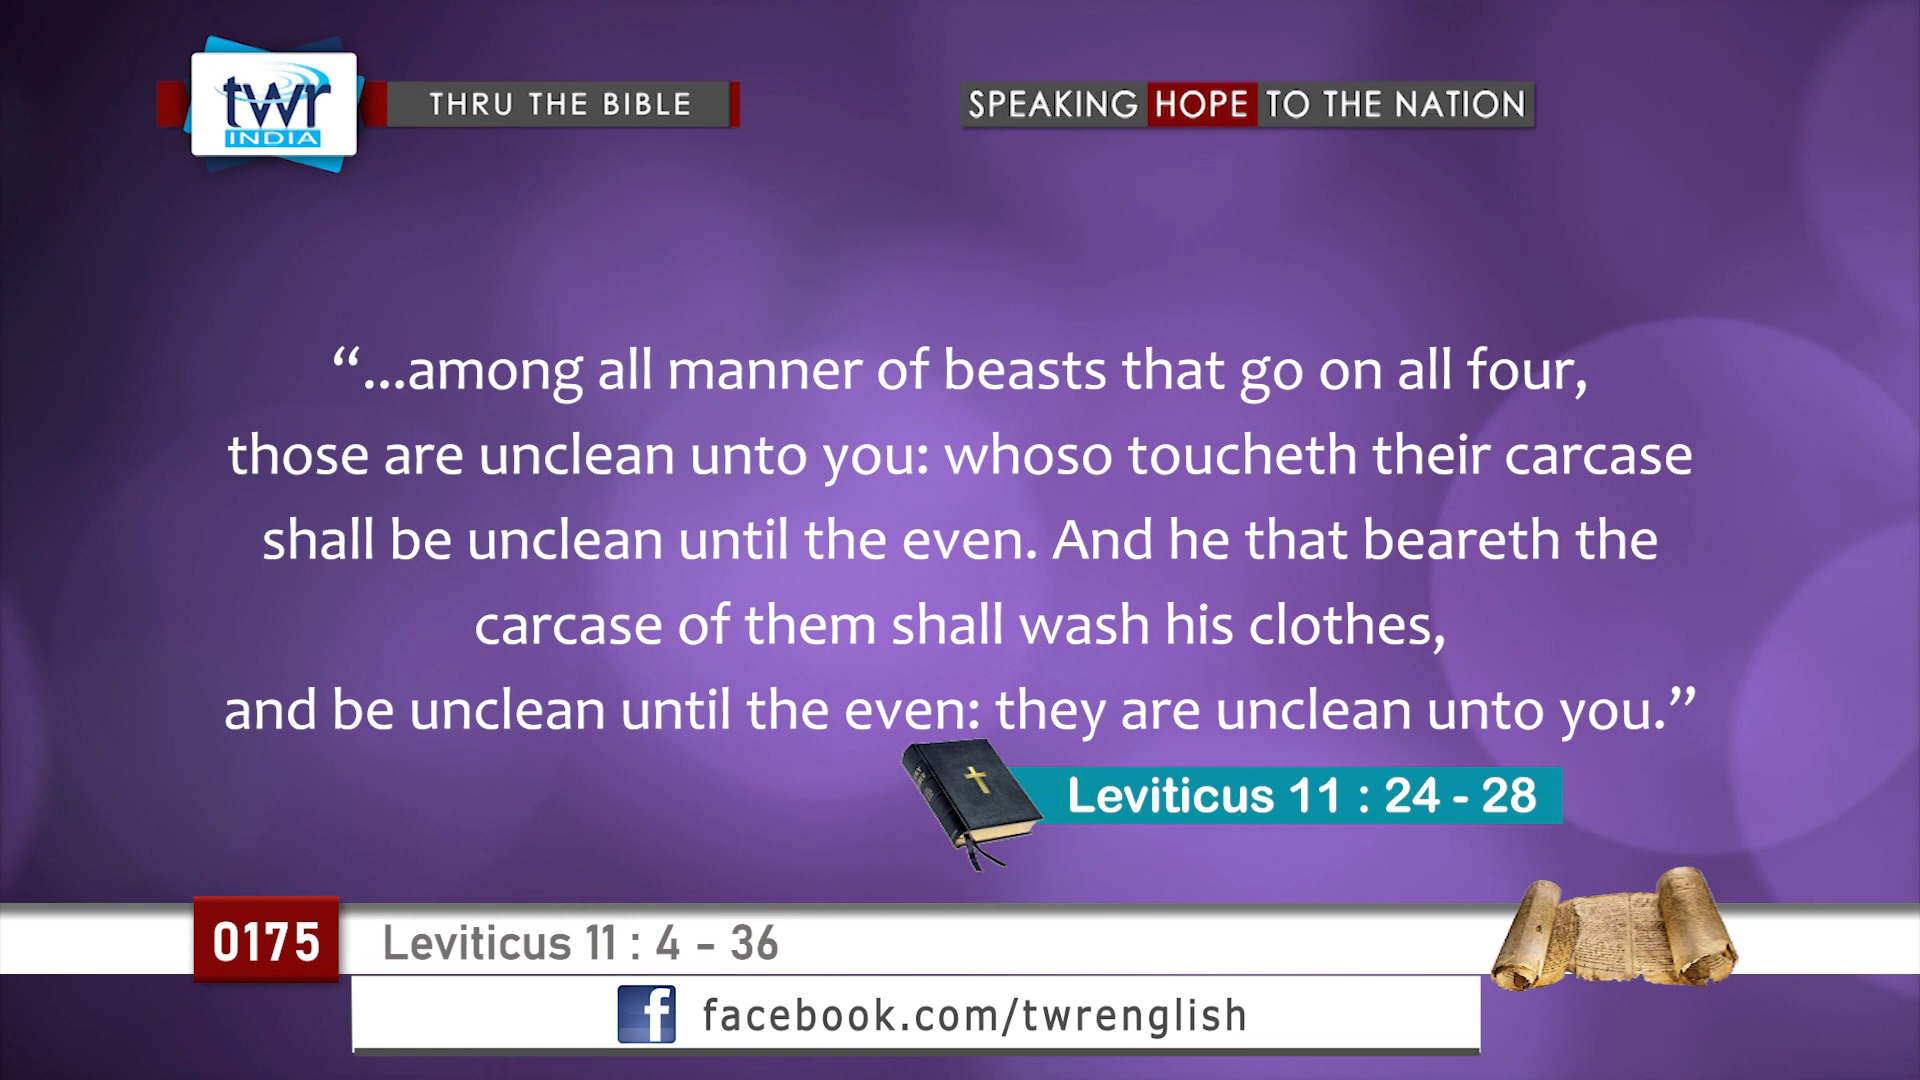 twr
INDIA
THRU THE BIBLE
SPEAKING HOPE TO THE NATION
“...among all manner of beasts that go on all four,
those are unclean unto you: whoso toucheth their carcase
shall be unclean until the even. And he that beareth the
carcase of them shall wash his clothes,
and be unclean until the even: they are unclean unto you.”
Leviticus 11 : 24 - 28
0175
Leviticus 11 : 4 - 36
f
facebook.com/twrenglish